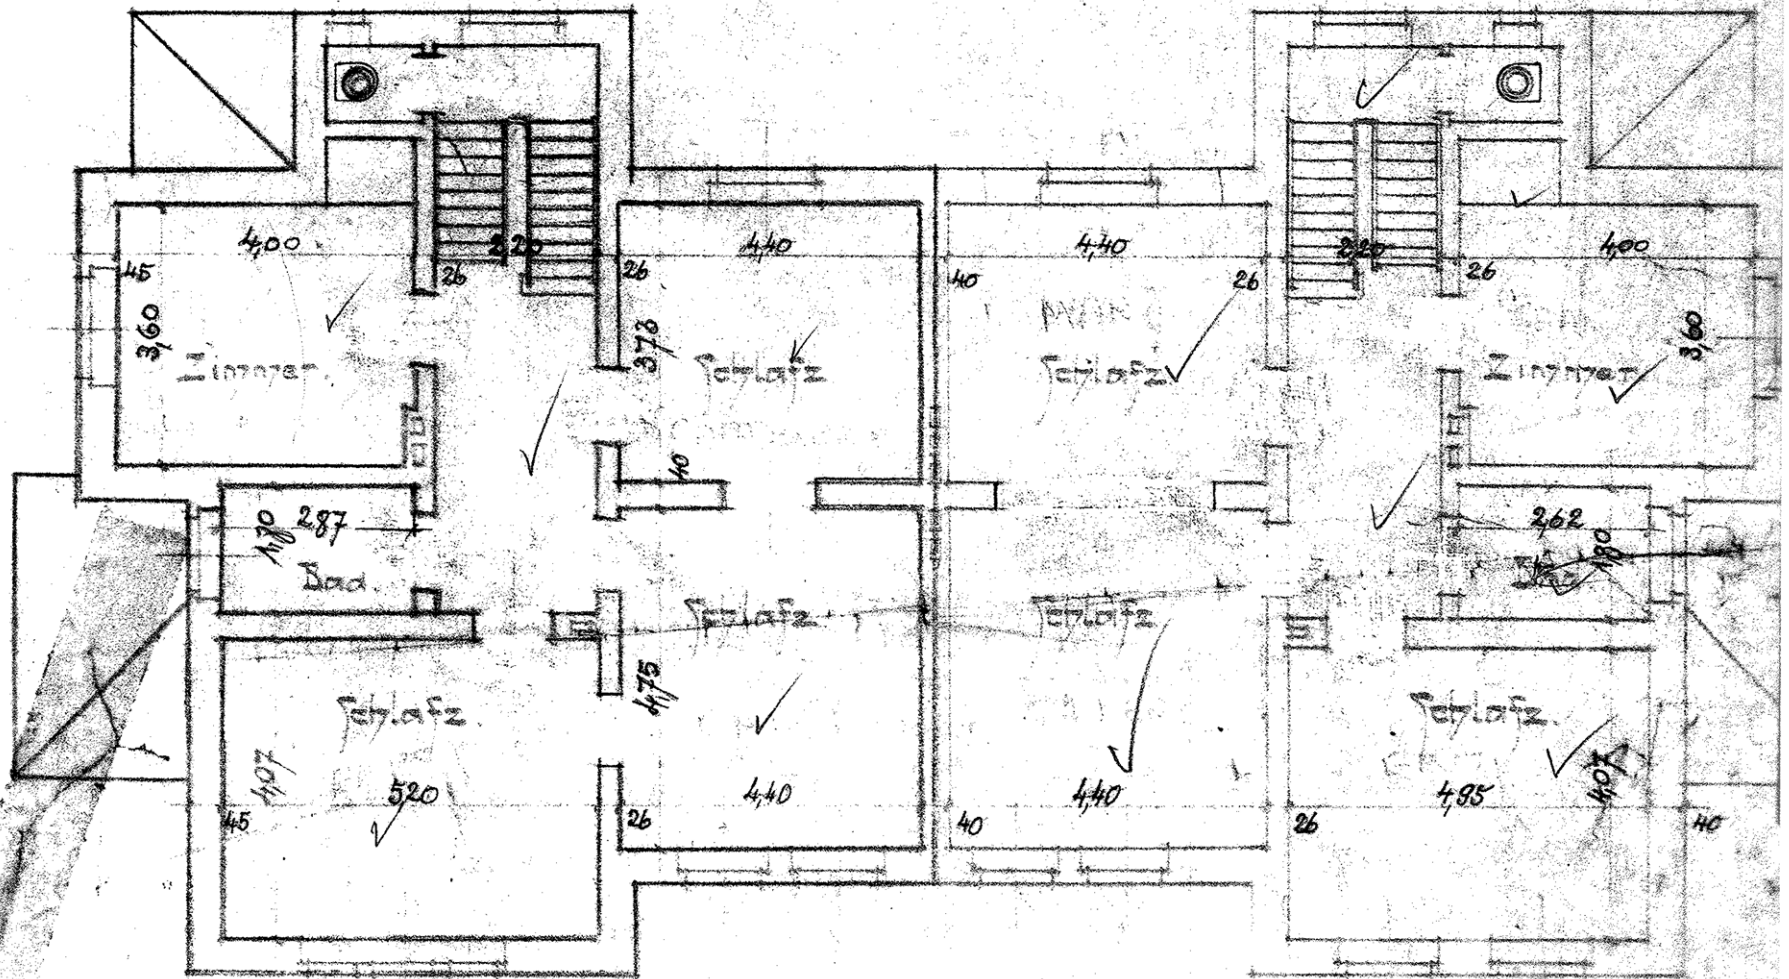 4,00 2,20 4,40 4,40 2,20 4,00
45 26 26 40 26 26
3,60 3,73 3,60
Zimmer. Schlafz Schlafz Zimmer
40
2,87 2,62
1,70 1,80
Bad.
Schlafz Schlafz
4,75
Schlafz. Schlafz.
4,07 4,07
5,20 4,40 4,40 4,95
45 26 40 26 40